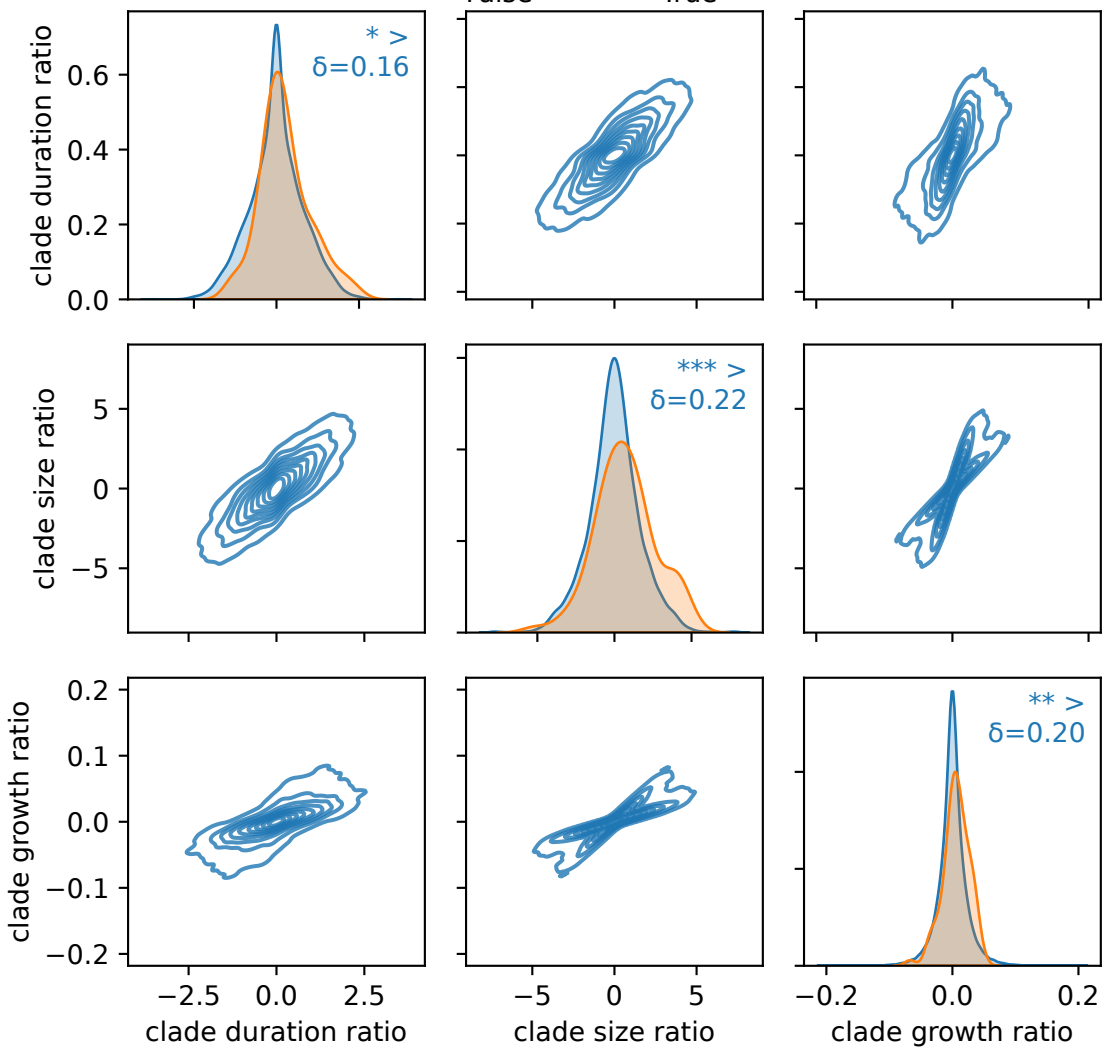 clade duration ratio
0.6
0.4
0.2
0.0
* >
δ=0.16
clade size ratio
5
0
−5
*** >
δ=0.22
clade growth ratio
0.2
0.1
0.0
−0.1
−0.2
** >
δ=0.20
−2.5 0.0 2.5
−5 0 5
−0.2 0.0 0.2
clade duration ratio
clade size ratio
clade growth ratio